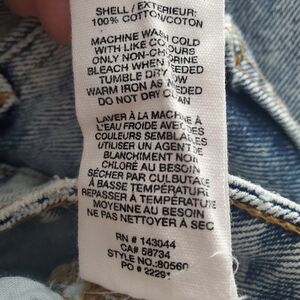 SHELL / EXTERIEUR:
100% COTTON/COTON
MACHINE WASH COLD
WITH LIKE COLOURS
ONLY NON-CHLORINE
BLEACH WHEN NEEDED
TUMBLE DRY LOW
WARM IRON AS NEEDED
DO NOT DRY CLEAN
LAVER À LA MACHINE À
L'EAU FROIDE AVEC DES
COULEURS SEMBLABLES
UTILISER UN AGENT DE
BLANCHIMENT NON
CHLORÉ AU BESOIN
SÉCHER PAR CULBUTAGE
À BASSE TEMPÉRATURE
REPASSER À TEMPÉRATURE
MOYENNE AU BESOIN
NE PAS NETTOYER À SEC
RN # 143044
CA# 58734
STYLE NO.:80560
PO # 22291